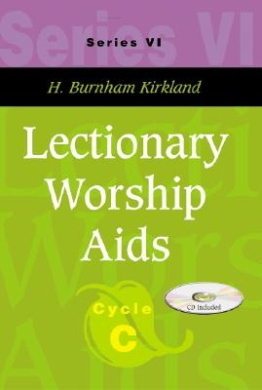 Series VI
Series VI
H. Burnham Kirkland
Lectionary
Worship
Aids
Cycle
C
CD Included